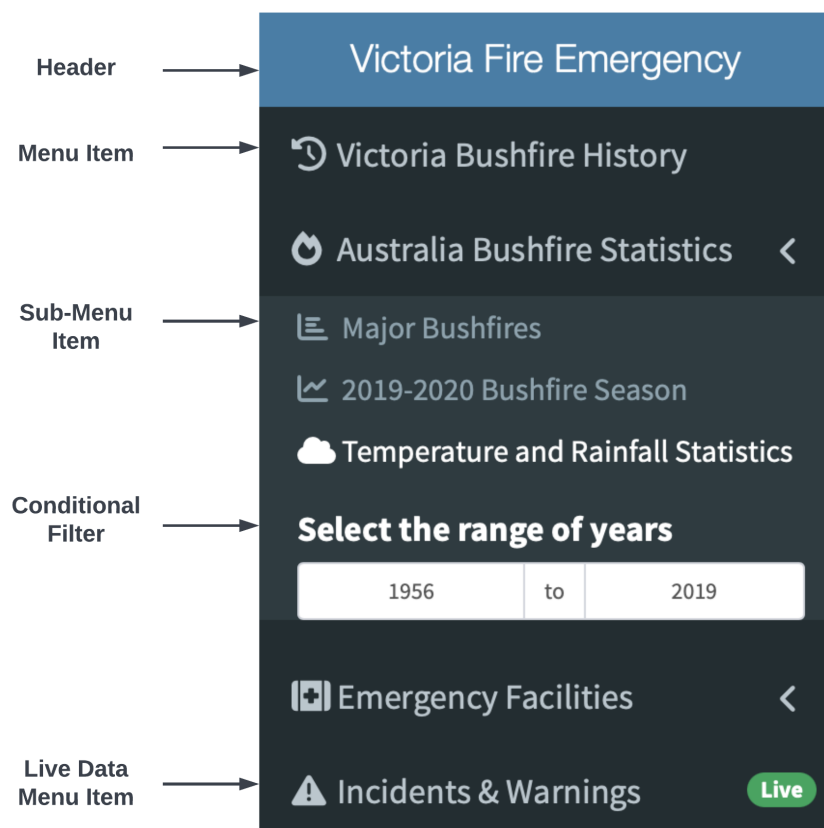 Header
Victoria Fire Emergency
Menu Item
Victoria Bushfire History
Australia Bushfire Statistics
Sub-Menu
Item
Major Bushfires
2019-2020 Bushfire Season
Temperature and Rainfall Statistics
Conditional
Filter
Select the range of years
1956 to 2019
Emergency Facilities
Live Data
Menu Item
Incidents & Warnings Live